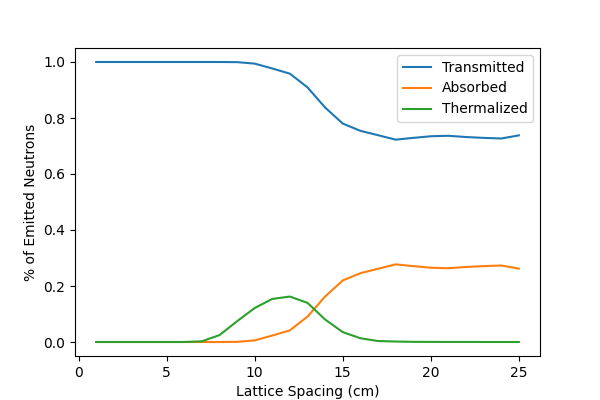 Transmitted
Absorbed
Thermalized
% of Emitted Neutrons
1.0
0.8
0.6
0.4
0.2
0.0
0 5 10 15 20 25
Lattice Spacing (cm)